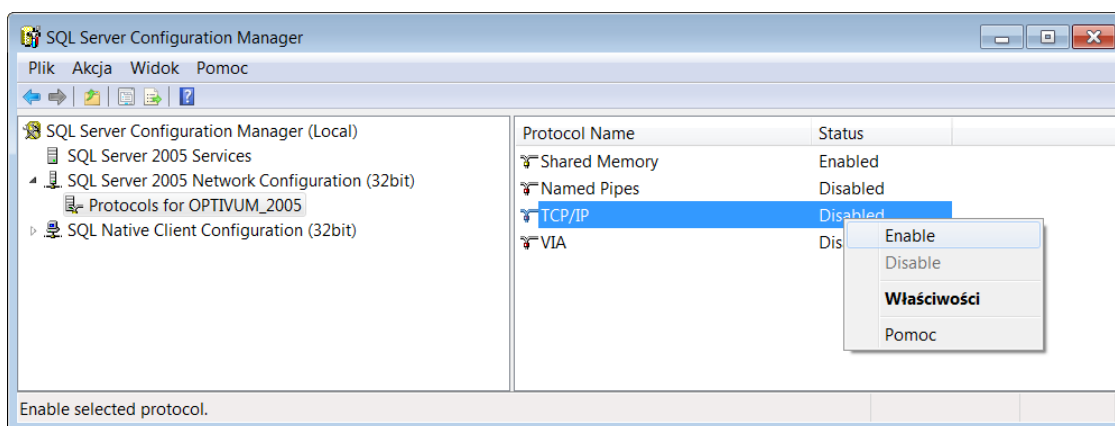 SQL Server Configuration Manager
Plik Akcja Widok Pomoc
SQL Server Configuration Manager (Local)
SQL Server 2005 Services
SQL Server 2005 Network Configuration (32bit)
Protocols for OPTIVUM_2005
SQL Native Client Configuration (32bit)
Protocol Name Status
Shared Memory Enabled
Named Pipes Disabled
TCP/IP Disabled
VIA Dis
Enable
Disable
Właściwości
Pomoc
Enable selected protocol.